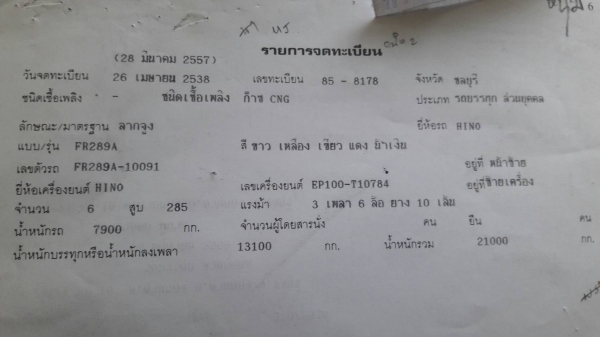 รายการจดทะเบียน
(28 มีนาคม 2557)
วันจดทะเบียน 26 เมษายน 2538 เลขทะเบียน 85 - 8178 จังหวัด ชลบุรี
ชนิดเชื้อเพลิง - ชนิดเชื้อเพลิง ก๊าซ CNG ประเภท รถบรรทุก ส่วนบุคคล
ลักษณะ/มาตรฐาน ลากจูง ยี่ห้อรถ HINO
แบบ/รุ่น FR289A สี ขาว เหลือง เขียว แดง น้ำเงิน
เลขตัวรถ FR289A-10091 อยู่ที่ หน้าซ้าย
ยี่ห้อเครื่องยนต์ HINO เลขเครื่องยนต์ EP100-T10784 อยู่ที่ ซ้ายเครื่อง
จำนวน 6 สูบ 285 แรงม้า 3 เพลา 6 ล้อ ยาง 10 เส้น
น้ำหนักรถ 7900 กก. จำนวนผู้โดยสารนั่ง คน ยืน คน
น้ำหนักบรรทุกหรือน้ำหนักลงเพลา 13100 กก. น้ำหนักรวม 21000 กก.